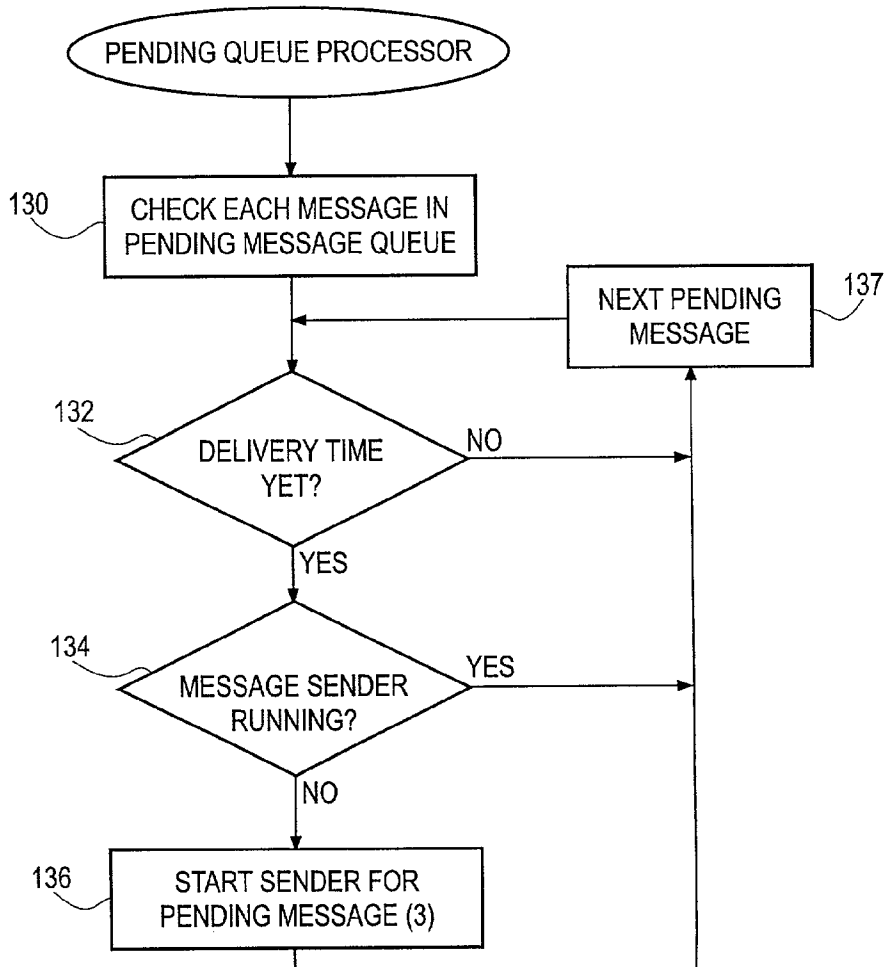 PENDING QUEUE PROCESSOR
130
CHECK EACH MESSAGE IN
PENDING MESSAGE QUEUE
NEXT PENDING
MESSAGE
137
132
DELIVERY TIME
YET?
NO
YES
134
MESSAGE SENDER
RUNNING?
YES
NO
136
START SENDER FOR
PENDING MESSAGE (3)